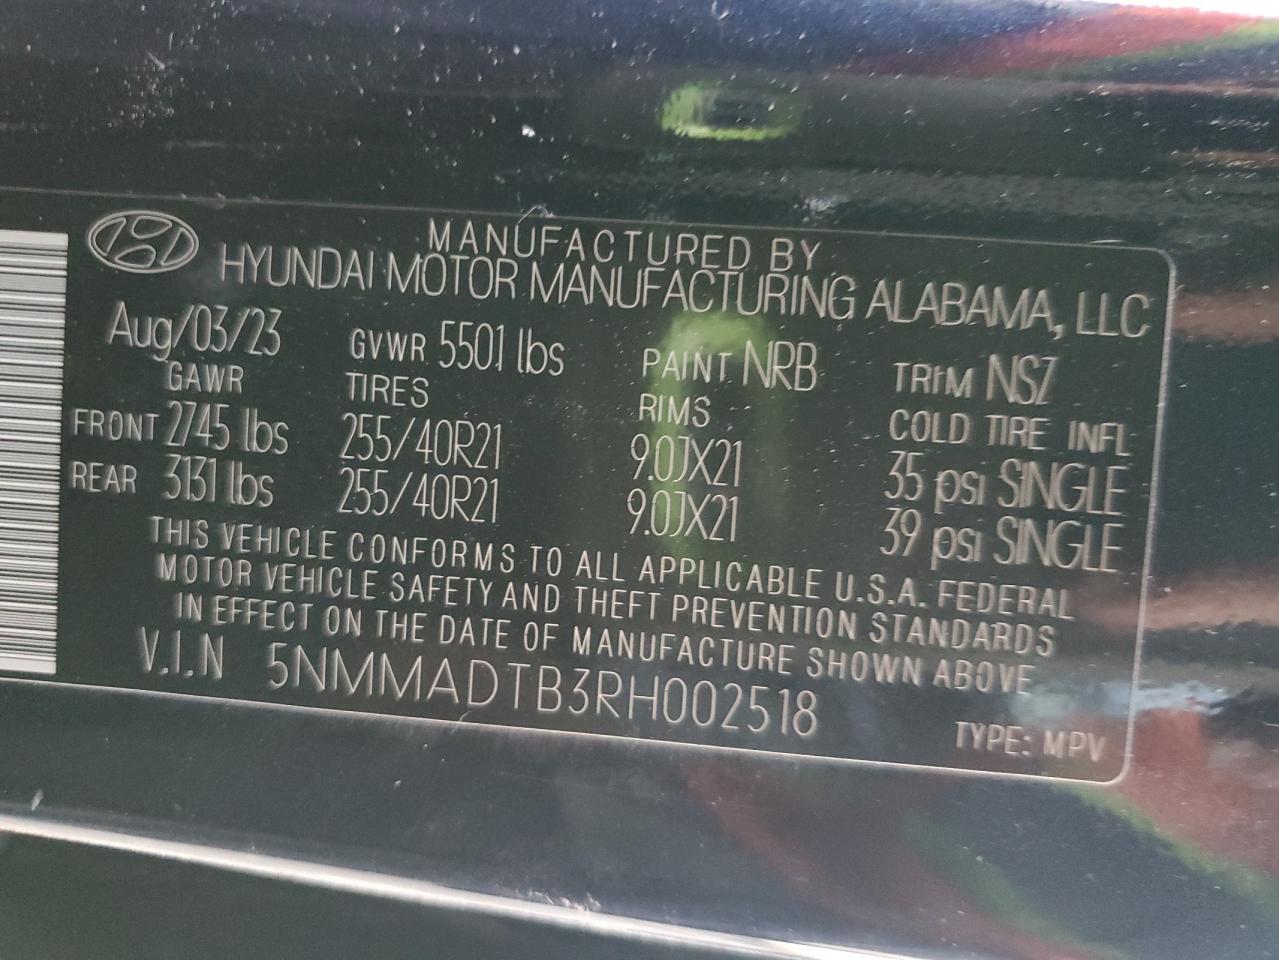 MANUFACTURED BY
HYUNDAI MOTOR MANUFACTURING ALABAMA, LLC
Aug/03/23 GVWR 5501 lbs PAINT NRB TRIM NSZ
GAWR TIRES RIMS COLD TIRE INFL
FRONT 2745 lbs 255/40R21 9.0JX21 35 psi SINGLE
REAR 3131 lbs 255/40R21 9.0JX21 39 psi SINGLE
THIS VEHICLE CONFORMS TO ALL APPLICABLE U.S.A. FEDERAL
MOTOR VEHICLE SAFETY AND THEFT PREVENTION STANDARDS
IN EFFECT ON THE DATE OF MANUFACTURE SHOWN ABOVE
V.I.N 5NMMADTB3RH002518
TYPE: MPV